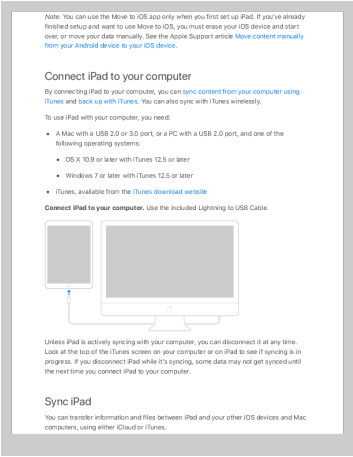 Note: You can use the Move to iOS app only when you first set up iPad. If you've already
finished setup and want to use Move to iOS, you must erase your iOS device and start
over, or move your data manually. See the Apple Support article Move content manually
from your Android device to your iOS device.
Connect iPad to your computer
By connecting iPad to your computer, you can sync content from your computer using
iTunes and back up with iTunes. You can also sync with iTunes wirelessly.
To use iPad with your computer, you need:
• A Mac with a USB 2.0 or 3.0 port, or a PC with a USB 2.0 port, and one of the
following operating systems:
• OS X 10.9 or later with iTunes 12.5 or later
• Windows 7 or later with iTunes 12.5 or later
• iTunes, available from the iTunes download website
Connect iPad to your computer. Use the included Lightning to USB Cable.
Unless iPad is actively syncing with your computer, you can disconnect it at any time.
Look at the top of the iTunes screen on your computer or on iPad to see if syncing is in
progress. If you disconnect iPad while it's syncing, some data may not get synced until
the next time you connect iPad to your computer.
Sync iPad
You can transfer information and files between iPad and your other iOS devices and Mac
computers, using either iCloud or iTunes.